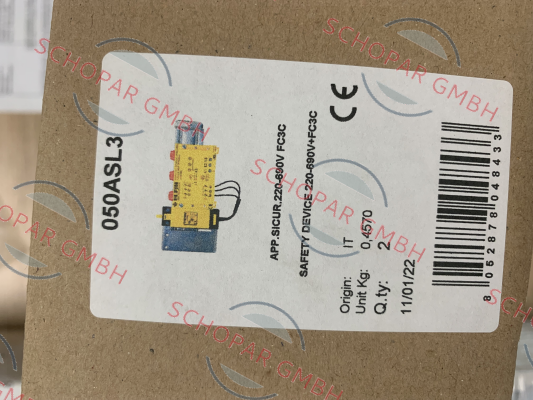 050ASL3
APP.SICUR.220-690V FC3C
SAFETY DEVICE 220-690V+FC3C
CE
Origin: IT
Unit Kg: 0,4570
Q.ty: 2
11/01/22
8 052878 048433
SCHOPAR GMBH
SCHOPAR GMBH
SCHOPAR GMBH
SCHOPAR GMBH
SCHOPAR GMBH